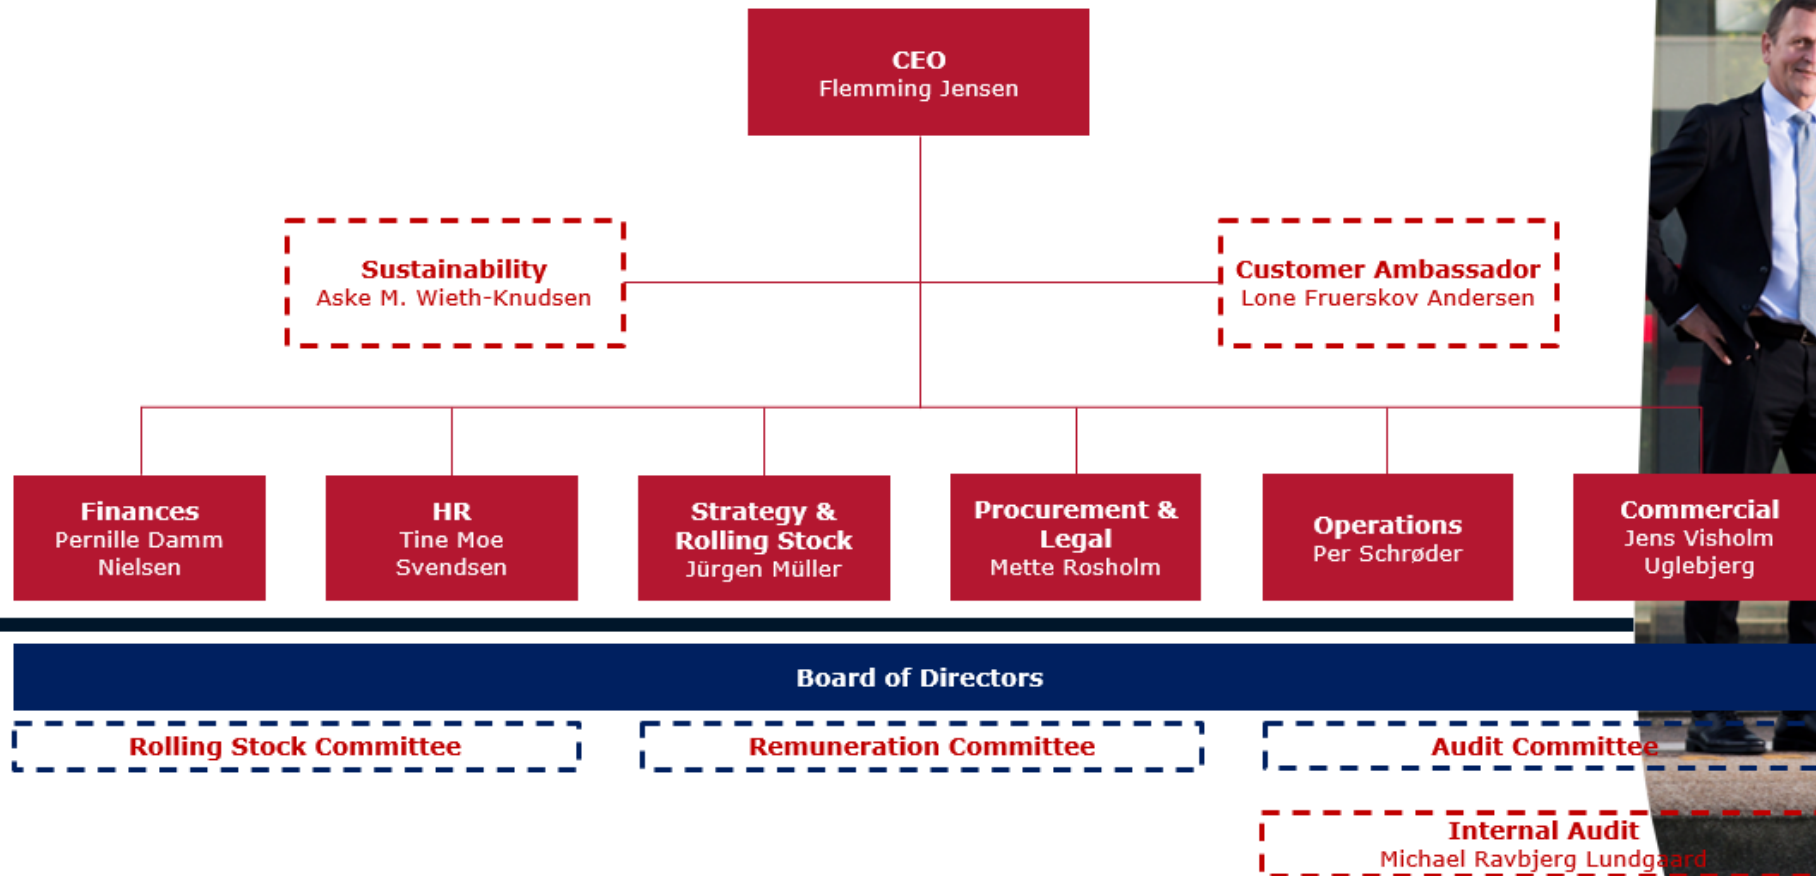 CEO
Flemming Jensen
Sustainability
Aske M. Wieth-Knudsen
Customer Ambassador
Lone Fruerskov Andersen
Finances
Pernille Damm
Nielsen
HR
Tine Moe
Svendsen
Strategy &
Rolling Stock
Jürgen Müller
Procurement &
Legal
Mette Rosholm
Operations
Per Schrøder
Commercial
Jens Visholm
Uglebjerg
Board of Directors
Rolling Stock Committee
Remuneration Committee
Audit Committee
Internal Audit
Michael Ravbjerg Lundgaard